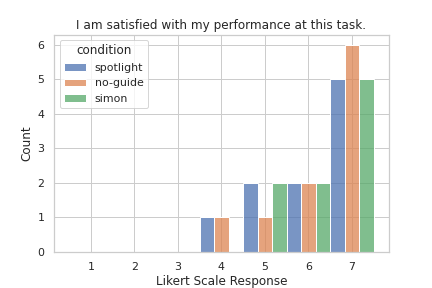 I am satisfied with my performance at this task.
condition
spotlight
no-guide
simon
6
5
4
3
2
1
0
Count
1 2 3 4 5 6 7
Likert Scale Response